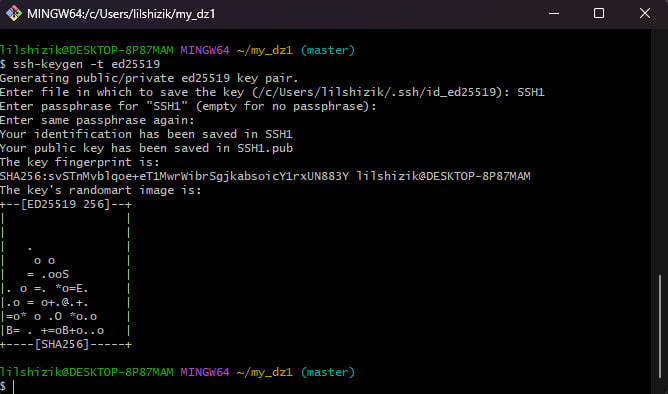 MINGW64:/c/Users/lilshizik/my_dz1
lilshizik@DESKTOP-8P87MAM MINGW64 ~/my_dz1 (master)
$ ssh-keygen -t ed25519
Generating public/private ed25519 key pair.
Enter file in which to save the key (/c/Users/lilshizik/.ssh/id_ed25519): SSH1
Enter passphrase for "SSH1" (empty for no passphrase):
Enter same passphrase again:
Your identification has been saved in SSH1
Your public key has been saved in SSH1.pub
The key fingerprint is:
SHA256:svSTnMvblqoe+eT1MwrWibrSgjkabsoicY1rxUN883Y lilshizik@DESKTOP-8P87MAM
The key's randomart image is:
+--[ED25519 256]--+
|                 |
|                 |
|   .             |
|    o o          |
|   = .ooS        |
|. o =. *o=E.     |
|.o = o+.@.+.     |
|=o* o .O *o.o    |
|B= . +=oB+o..o   |
+----[SHA256]-----+
lilshizik@DESKTOP-8P87MAM MINGW64 ~/my_dz1 (master)
$